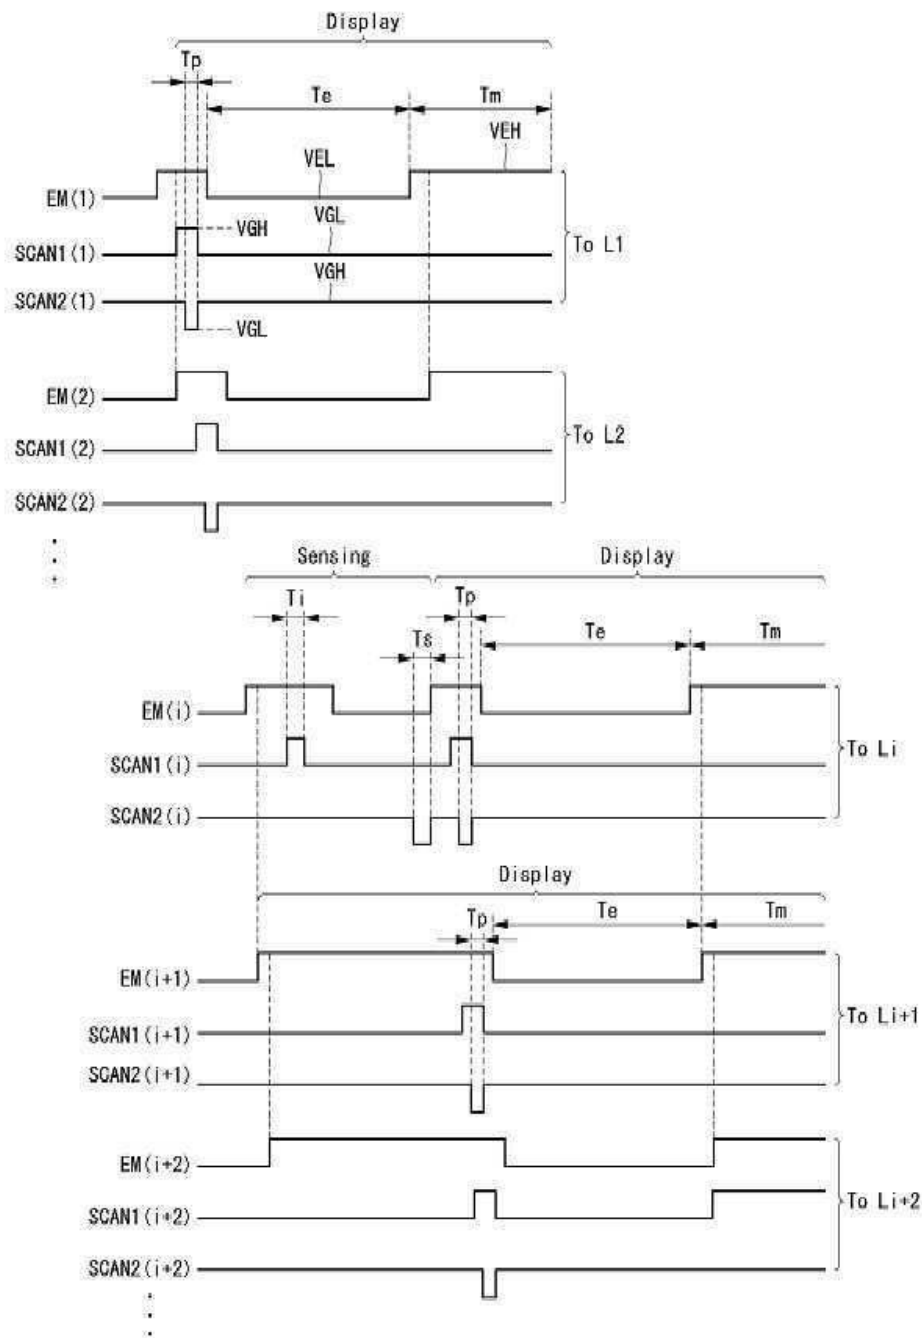 Display
Tp
Te Tm
VEH
VEL
EM(1)
VGL
VGH
SCAN1(1)
To L1
VGH
SCAN2(1)
VGL
EM(2)
SCAN1(2)
To L2
SCAN2(2)
Sensing Display
Ti Tp
Ts Te Tm
EM(i)
SCAN1(i)
To Li
SCAN2(i)
Display
Tp Te Tm
EM(i+1)
SCAN1(i+1)
To Li+1
SCAN2(i+1)
EM(i+2)
SCAN1(i+2)
To Li+2
SCAN2(i+2)